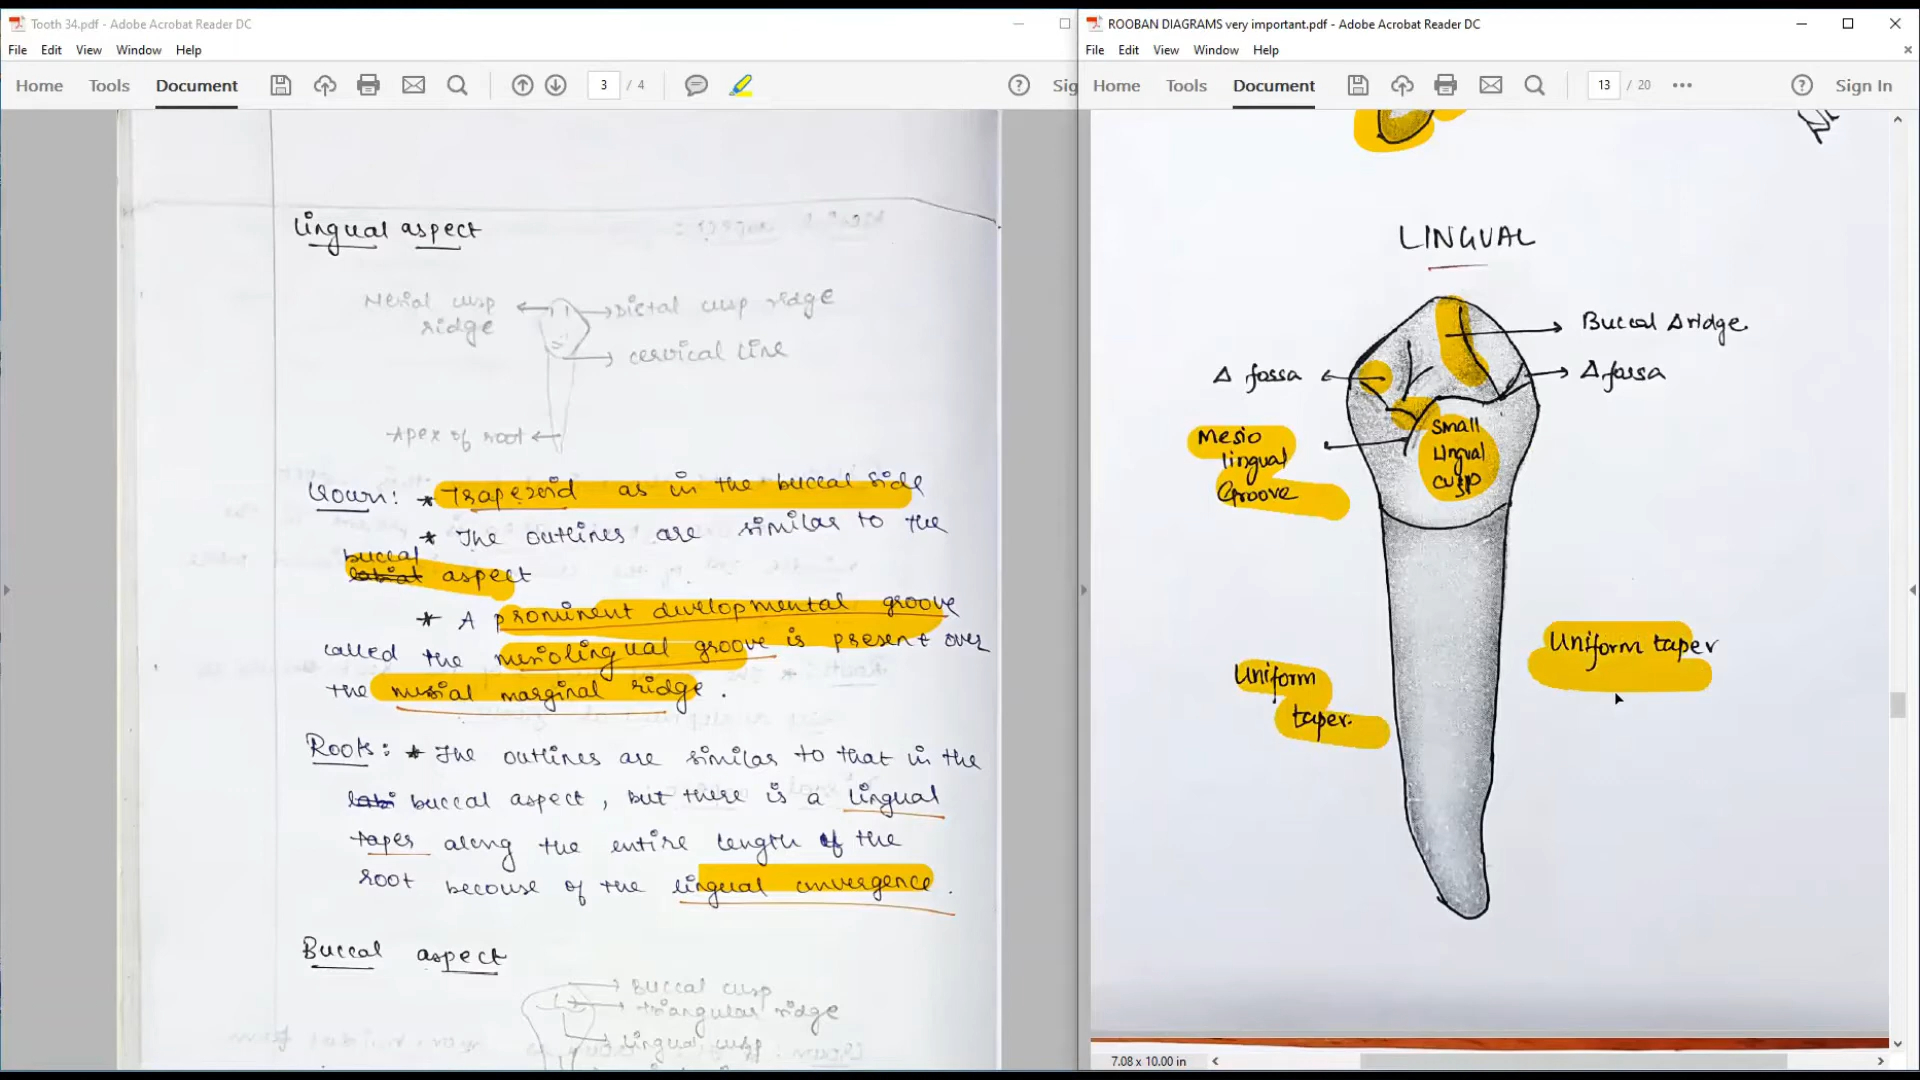 Tooth 34.pdf - Adobe Acrobat Reader DC
File Edit View Window Help
Home Tools Document 3 / 4 Sig
Lingual aspect
Mesial cusp ridge
Distal cusp ridge
cervical line
Apex of root
Crown: * Trapezoid as in the buccal side
* The outlines are similar to the
buccal
labial aspect
* A prominent developmental groove
called the mesiolingual groove is present over
the mesial marginal ridge.
Roots: * The outlines are similar to that in the
labi buccal aspect, but there is a lingual
taper along the entire length of the
root becouse of the lingual convergence.
Buccal aspect
Buccal cusp
triangular ridge
lingual cusp
ROOBAN DIAGRAMS very important.pdf - Adobe Acrobat Reader DC
File Edit View Window Help
Home Tools Document 13 / 20 Sign In
LINGUAL
Buccal Δ ridge
Δ fossa
Δ fossa
Mesio
lingual
Groove
Small
Lingual
cusp
Uniform taper
Uniform
taper.
7.08 x 10.00 in